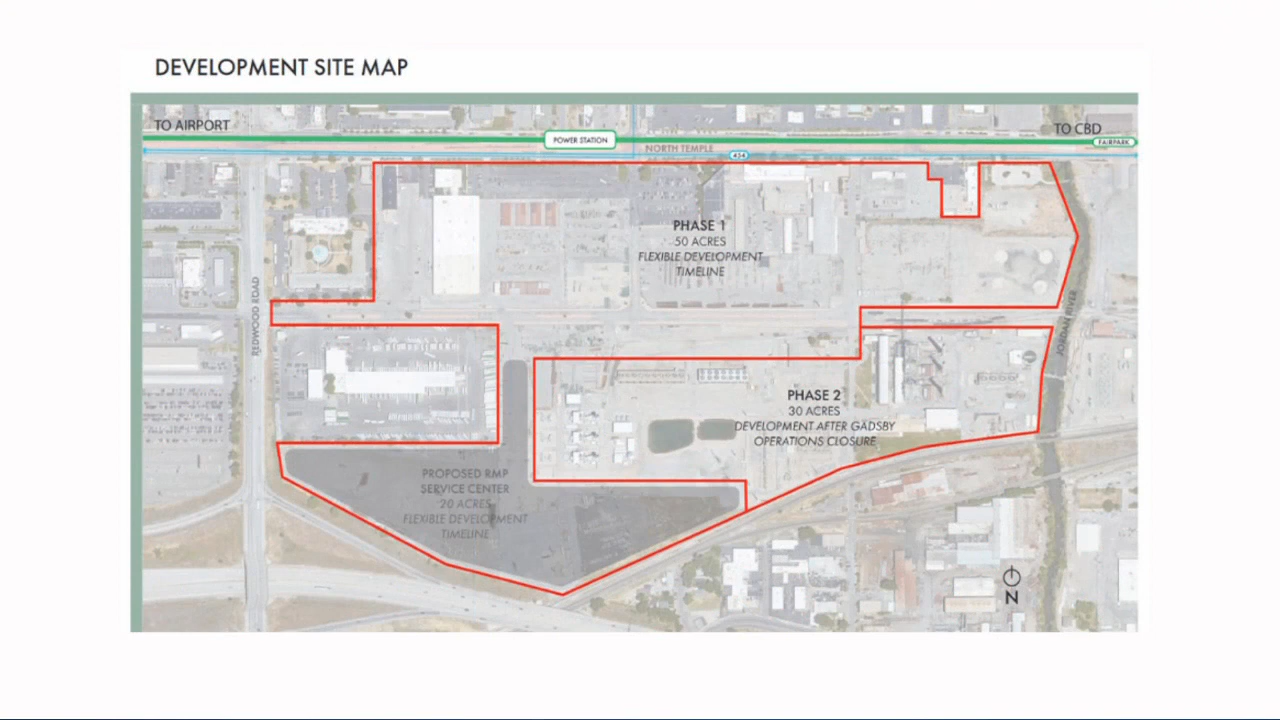 DEVELOPMENT SITE MAP
TO AIRPORT
TO CBD
POWER STATION
FAIRPARK
NORTH TEMPLE
454
PHASE 1
50 ACRES
FLEXIBLE DEVELOPMENT
TIMELINE
REDWOOD ROAD
JORDAN RIVER
PHASE 2
30 ACRES
DEVELOPMENT AFTER GADSBY
OPERATIONS CLOSURE
PROPOSED RMP
SERVICE CENTER
20 ACRES
FLEXIBLE DEVELOPMENT
TIMELINE
N